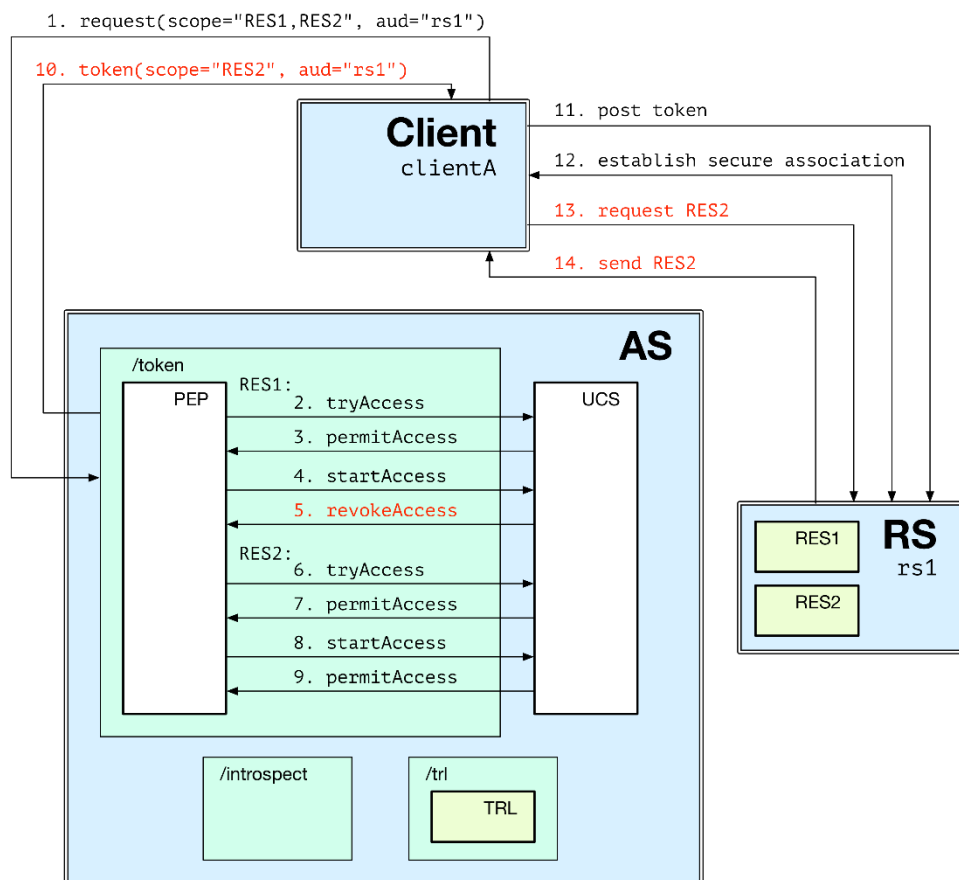 1. request(scope="RES1,RES2", aud="rs1")
10. token(scope="RES2", aud="rs1")
Client
clientA
11. post token
12. establish secure association
13. request RES2
14. send RES2
AS
/token
PEP
UCS
RES1:
2. tryAccess
3. permitAccess
4. startAccess
5. revokeAccess
RES2:
6. tryAccess
7. permitAccess
8. startAccess
9. permitAccess
RS
rs1
RES1
RES2
/introspect
/trl
TRL